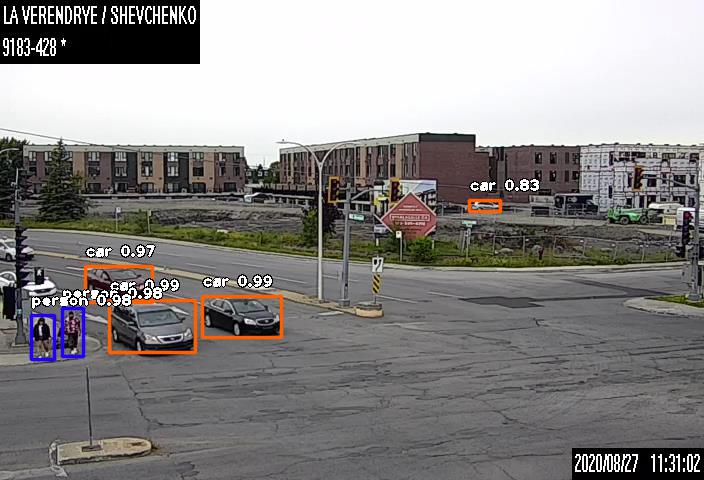 LA VERENDRYE / SHEVCHENKO
9183-428 *
car 0.83
car 0.97
car 0.99
car 0.99
person 0.98
person 0.98
2020/08/27 11:31:02